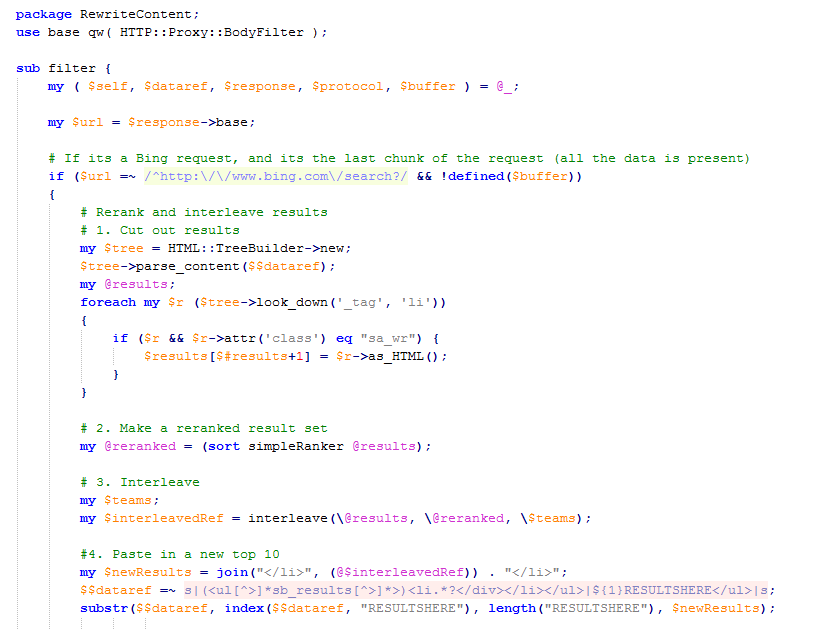 package RewriteContent;
use base qw( HTTP::Proxy::BodyFilter );
sub filter {
my ( $self, $dataref, $response, $protocol, $buffer ) = @_;
my $url = $response->base;
# If its a Bing request, and its the last chunk of the request (all the data is present)
if ($url =~ /^http:\/\/www.bing.com\/search?/ && !defined($buffer))
{
# Rerank and interleave results
# 1. Cut out results
my $tree = HTML::TreeBuilder->new;
$tree->parse_content($$dataref);
my @results;
foreach my $r ($tree->look_down('_tag', 'li'))
{
if ($r && $r->attr('class') eq "sa_wr") {
$results[$#results+1] = $r->as_HTML();
}
}
# 2. Make a reranked result set
my @reranked = (sort simpleRanker @results);
# 3. Interleave
my $teams;
my $interleavedRef = interleave(\@results, \@reranked, \$teams);
#4. Paste in a new top 10
my $newResults = join("</li>", (@$interleavedRef)) . "</li>";
$$dataref =~ s|(<ul[^>]*sb_results[^>]*>)<li.*?</div></li></ul>|${1}RESULTSHERE</ul>|s;
substr($$dataref, index($$dataref, "RESULTSHERE"), length("RESULTSHERE"), $newResults);